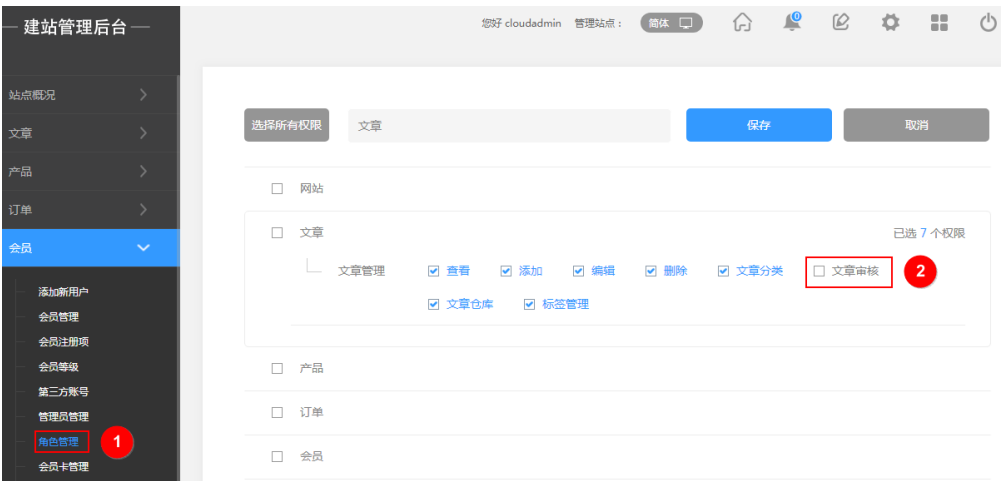 — 建站管理后台 —
您好 cloudadmin 管理站点： 简体
0
站点概况
文章
产品
订单
会员
添加新用户
会员管理
会员注册项
会员等级
第三方账号
管理员管理
角色管理 1
会员卡管理
选择所有权限 文章 保存 取消
网站
文章 已选 7 个权限
文章管理 查看 添加 编辑 删除 文章分类 文章审核 2
文章仓库 标签管理
产品
订单
会员